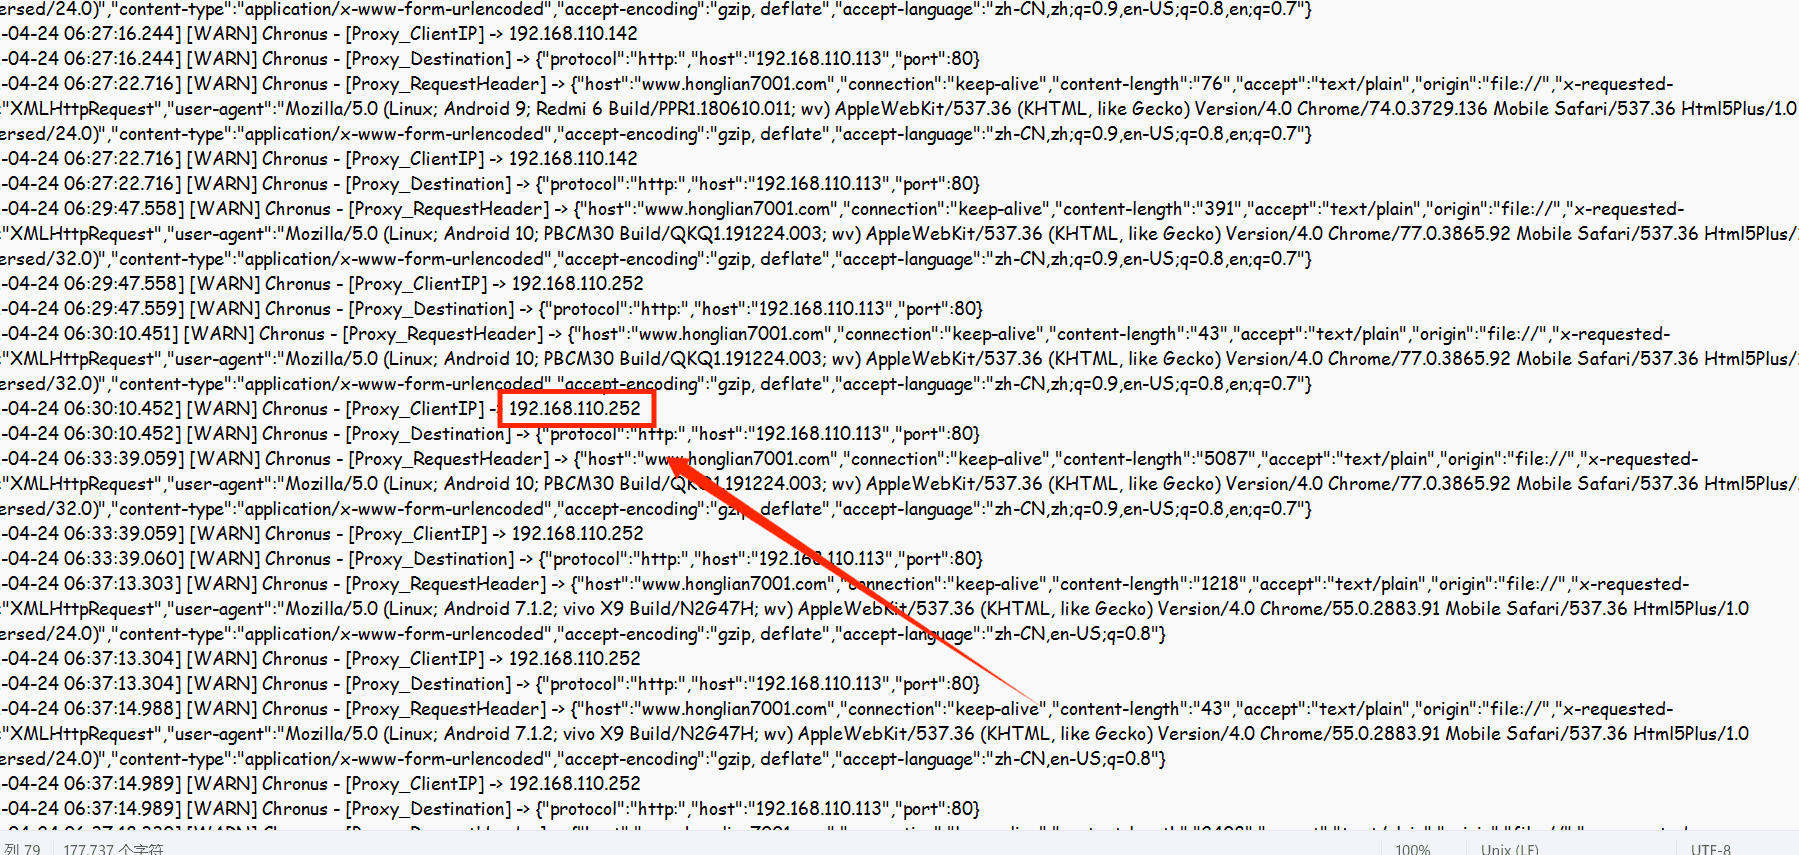 ersed/24.0)","content-type":"application/x-www-form-urlencoded","accept-encoding":"gzip, deflate","accept-language":"zh-CN,zh;q=0.9,en-US;q=0.8,en;q=0.7"}
-04-24 06:27:16.244] [WARN] Chronus - [Proxy_ClientIP] -> 192.168.110.142
-04-24 06:27:16.244] [WARN] Chronus - [Proxy_Destination] -> {"protocol":"http:","host":"192.168.110.113","port":80}
-04-24 06:27:22.716] [WARN] Chronus - [Proxy_RequestHeader] -> {"host":"www.honglian7001.com","connection":"keep-alive","content-length":"76","accept":"text/plain","origin":"file://","x-requested-
"XMLHttpRequest","user-agent":"Mozilla/5.0 (Linux; Android 9; Redmi 6 Build/PPR1.180610.011; wv) AppleWebKit/537.36 (KHTML, like Gecko) Version/4.0 Chrome/74.0.3729.136 Mobile Safari/537.36 Html5Plus/1.0
ersed/24.0)","content-type":"application/x-www-form-urlencoded","accept-encoding":"gzip, deflate","accept-language":"zh-CN,zh;q=0.9,en-US;q=0.8,en;q=0.7"}
-04-24 06:27:22.716] [WARN] Chronus - [Proxy_ClientIP] -> 192.168.110.142
-04-24 06:27:22.716] [WARN] Chronus - [Proxy_Destination] -> {"protocol":"http:","host":"192.168.110.113","port":80}
-04-24 06:29:47.558] [WARN] Chronus - [Proxy_RequestHeader] -> {"host":"www.honglian7001.com","connection":"keep-alive","content-length":"391","accept":"text/plain","origin":"file://","x-requested-
"XMLHttpRequest","user-agent":"Mozilla/5.0 (Linux; Android 10; PBCM30 Build/QKQ1.191224.003; wv) AppleWebKit/537.36 (KHTML, like Gecko) Version/4.0 Chrome/77.0.3865.92 Mobile Safari/537.36 Html5Plus/
ersed/32.0)","content-type":"application/x-www-form-urlencoded","accept-encoding":"gzip, deflate","accept-language":"zh-CN,zh;q=0.9,en-US;q=0.8,en;q=0.7"}
-04-24 06:29:47.558] [WARN] Chronus - [Proxy_ClientIP] -> 192.168.110.252
-04-24 06:29:47.559] [WARN] Chronus - [Proxy_Destination] -> {"protocol":"http:","host":"192.168.110.113","port":80}
-04-24 06:30:10.451] [WARN] Chronus - [Proxy_RequestHeader] -> {"host":"www.honglian7001.com","connection":"keep-alive","content-length":"43","accept":"text/plain","origin":"file://","x-requested-
"XMLHttpRequest","user-agent":"Mozilla/5.0 (Linux; Android 10; PBCM30 Build/QKQ1.191224.003; wv) AppleWebKit/537.36 (KHTML, like Gecko) Version/4.0 Chrome/77.0.3865.92 Mobile Safari/537.36 Html5Plus/
ersed/32.0)","content-type":"application/x-www-form-urlencoded","accept-encoding":"gzip, deflate","accept-language":"zh-CN,zh;q=0.9,en-US;q=0.8,en;q=0.7"}
-04-24 06:30:10.452] [WARN] Chronus - [Proxy_ClientIP] -> 192.168.110.252
-04-24 06:30:10.452] [WARN] Chronus - [Proxy_Destination] -> {"protocol":"http:","host":"192.168.110.113","port":80}
-04-24 06:33:39.059] [WARN] Chronus - [Proxy_RequestHeader] -> {"host":"www.honglian7001.com","connection":"keep-alive","content-length":"5087","accept":"text/plain","origin":"file://","x-requested-
"XMLHttpRequest","user-agent":"Mozilla/5.0 (Linux; Android 10; PBCM30 Build/QKQ1.191224.003; wv) AppleWebKit/537.36 (KHTML, like Gecko) Version/4.0 Chrome/77.0.3865.92 Mobile Safari/537.36 Html5Plus/
ersed/32.0)","content-type":"application/x-www-form-urlencoded","accept-encoding":"gzip, deflate","accept-language":"zh-CN,zh;q=0.9,en-US;q=0.8,en;q=0.7"}
-04-24 06:33:39.059] [WARN] Chronus - [Proxy_ClientIP] -> 192.168.110.252
-04-24 06:33:39.060] [WARN] Chronus - [Proxy_Destination] -> {"protocol":"http:","host":"192.168.110.113","port":80}
-04-24 06:37:13.303] [WARN] Chronus - [Proxy_RequestHeader] -> {"host":"www.honglian7001.com","connection":"keep-alive","content-length":"1218","accept":"text/plain","origin":"file://","x-requested-
"XMLHttpRequest","user-agent":"Mozilla/5.0 (Linux; Android 7.1.2; vivo X9 Build/N2G47H; wv) AppleWebKit/537.36 (KHTML, like Gecko) Version/4.0 Chrome/55.0.2883.91 Mobile Safari/537.36 Html5Plus/1.0
ersed/24.0)","content-type":"application/x-www-form-urlencoded","accept-encoding":"gzip, deflate","accept-language":"zh-CN,en-US;q=0.8"}
-04-24 06:37:13.304] [WARN] Chronus - [Proxy_ClientIP] -> 192.168.110.252
-04-24 06:37:13.304] [WARN] Chronus - [Proxy_Destination] -> {"protocol":"http:","host":"192.168.110.113","port":80}
-04-24 06:37:14.988] [WARN] Chronus - [Proxy_RequestHeader] -> {"host":"www.honglian7001.com","connection":"keep-alive","content-length":"43","accept":"text/plain","origin":"file://","x-requested-
"XMLHttpRequest","user-agent":"Mozilla/5.0 (Linux; Android 7.1.2; vivo X9 Build/N2G47H; wv) AppleWebKit/537.36 (KHTML, like Gecko) Version/4.0 Chrome/55.0.2883.91 Mobile Safari/537.36 Html5Plus/1.0
ersed/24.0)","content-type":"application/x-www-form-urlencoded","accept-encoding":"gzip, deflate","accept-language":"zh-CN,en-US;q=0.8"}
-04-24 06:37:14.989] [WARN] Chronus - [Proxy_ClientIP] -> 192.168.110.252
-04-24 06:37:14.989] [WARN] Chronus - [Proxy_Destination] -> {"protocol":"http:","host":"192.168.110.113","port":80}
列 79 177,737 个字符 100% Unix (LF) UTF-8